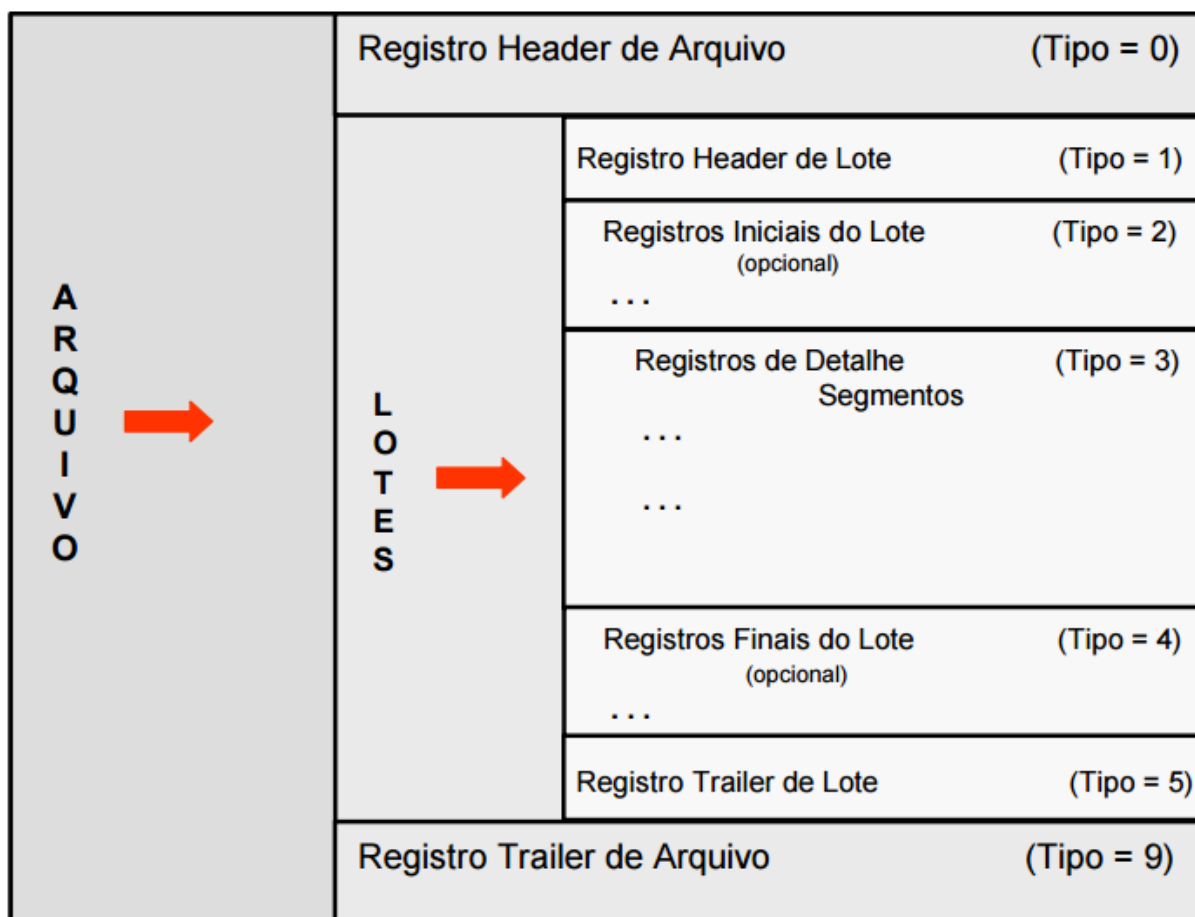 Registro Header de Arquivo (Tipo = 0)
ARQUIVO
LOTES
Registro Header de Lote (Tipo = 1)
Registros Iniciais do Lote (Tipo = 2)
(opcional)
. . .
Registros de Detalhe (Tipo = 3)
Segmentos
. . .
. . .
Registros Finais do Lote (Tipo = 4)
(opcional)
. . .
Registro Trailer de Lote (Tipo = 5)
Registro Trailer de Arquivo (Tipo = 9)